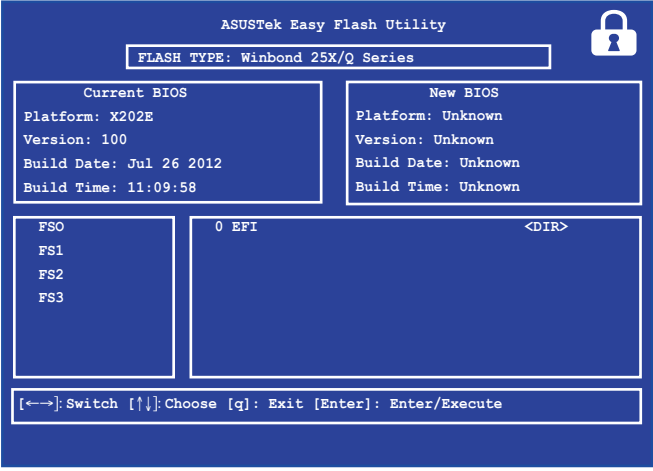 ASUSTek Easy Flash Utility
FLASH TYPE: Winbond 25X/Q Series
Current BIOS
Platform: X202E
Version: 100
Build Date: Jul 26 2012
Build Time: 11:09:58
New BIOS
Platform: Unknown
Version: Unknown
Build Date: Unknown
Build Time: Unknown
FSO
FS1
FS2
FS3
0 EFI <DIR>
[←→]: Switch [↑↓]: Choose [q]: Exit [Enter]: Enter/Execute